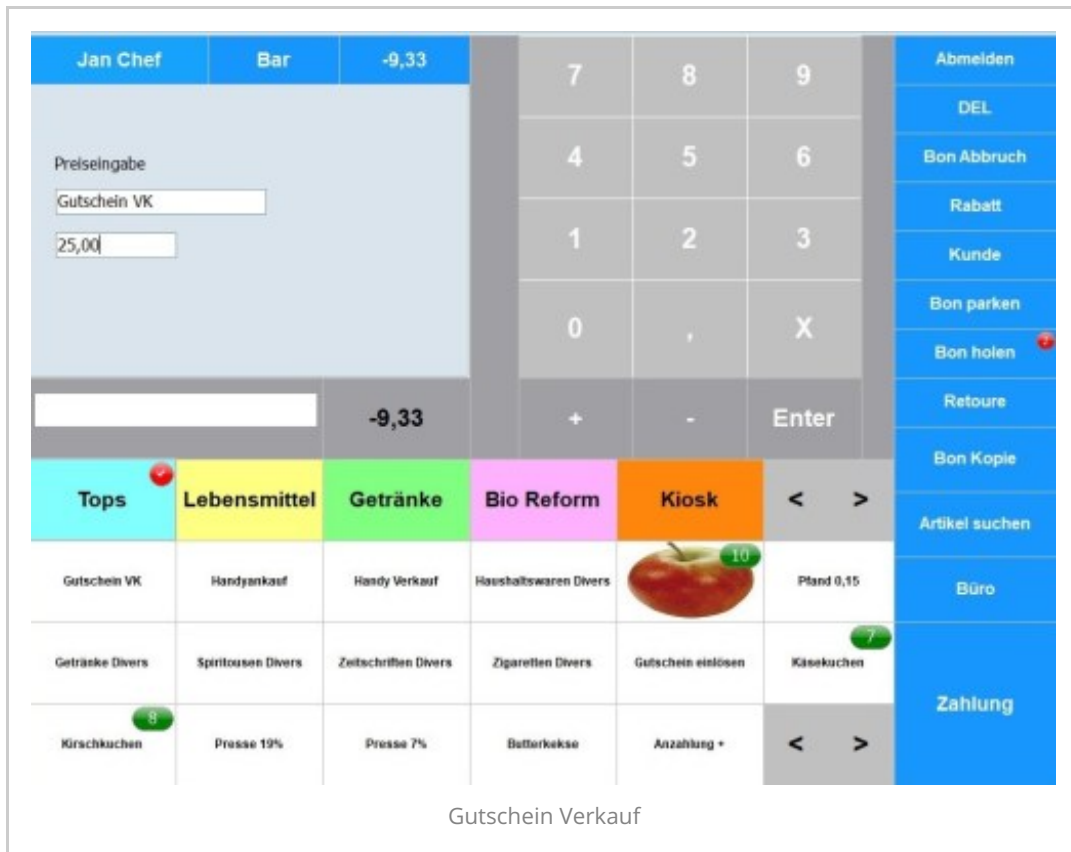 Jan Chef Bar -9,33
Preiseingabe
Gutschein VK
25,00
7 8 9
4 5 6
1 2 3
0 , X
-9,33 + - Enter
Abmelden
DEL
Bon Abbruch
Rabatt
Kunde
Bon parken
Bon holen
Retoure
Bon Kopie
Artikel suchen
Büro
Zahlung
Tops Lebensmittel Getränke Bio Reform Kiosk < >
Gutschein VK Handyankauf Handy Verkauf Haushaltswaren Divers 10 Pfand 0,15
Getränke Divers Spiritousen Divers Zeitschriften Divers Zigaretten Divers Gutschein einlösen Käsekuchen 7
Kirschkuchen 8 Presse 19% Presse 7% Butterkekse Anzahlung + < >
Gutschein Verkauf